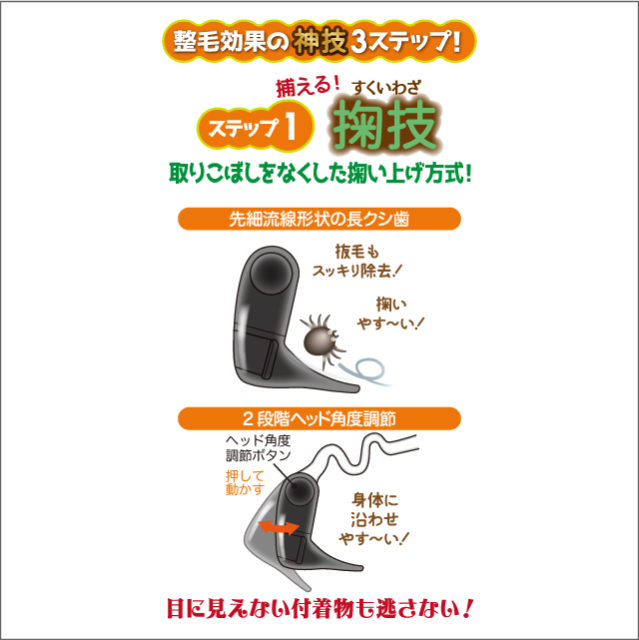 整毛効果の神技3ステップ!
捕える! すくいわざ
ステップ1 掬技
取りこぼしをなくした掬い上げ方式!
先細流線形状の長クシ歯
抜毛も
スッキリ除去!
掬い
やす〜い!
2段階ヘッド角度調節
ヘッド角度
調節ボタン
押して
動かす
身体に
沿わせ
やす〜い!
目に見えない付着物も逃さない!